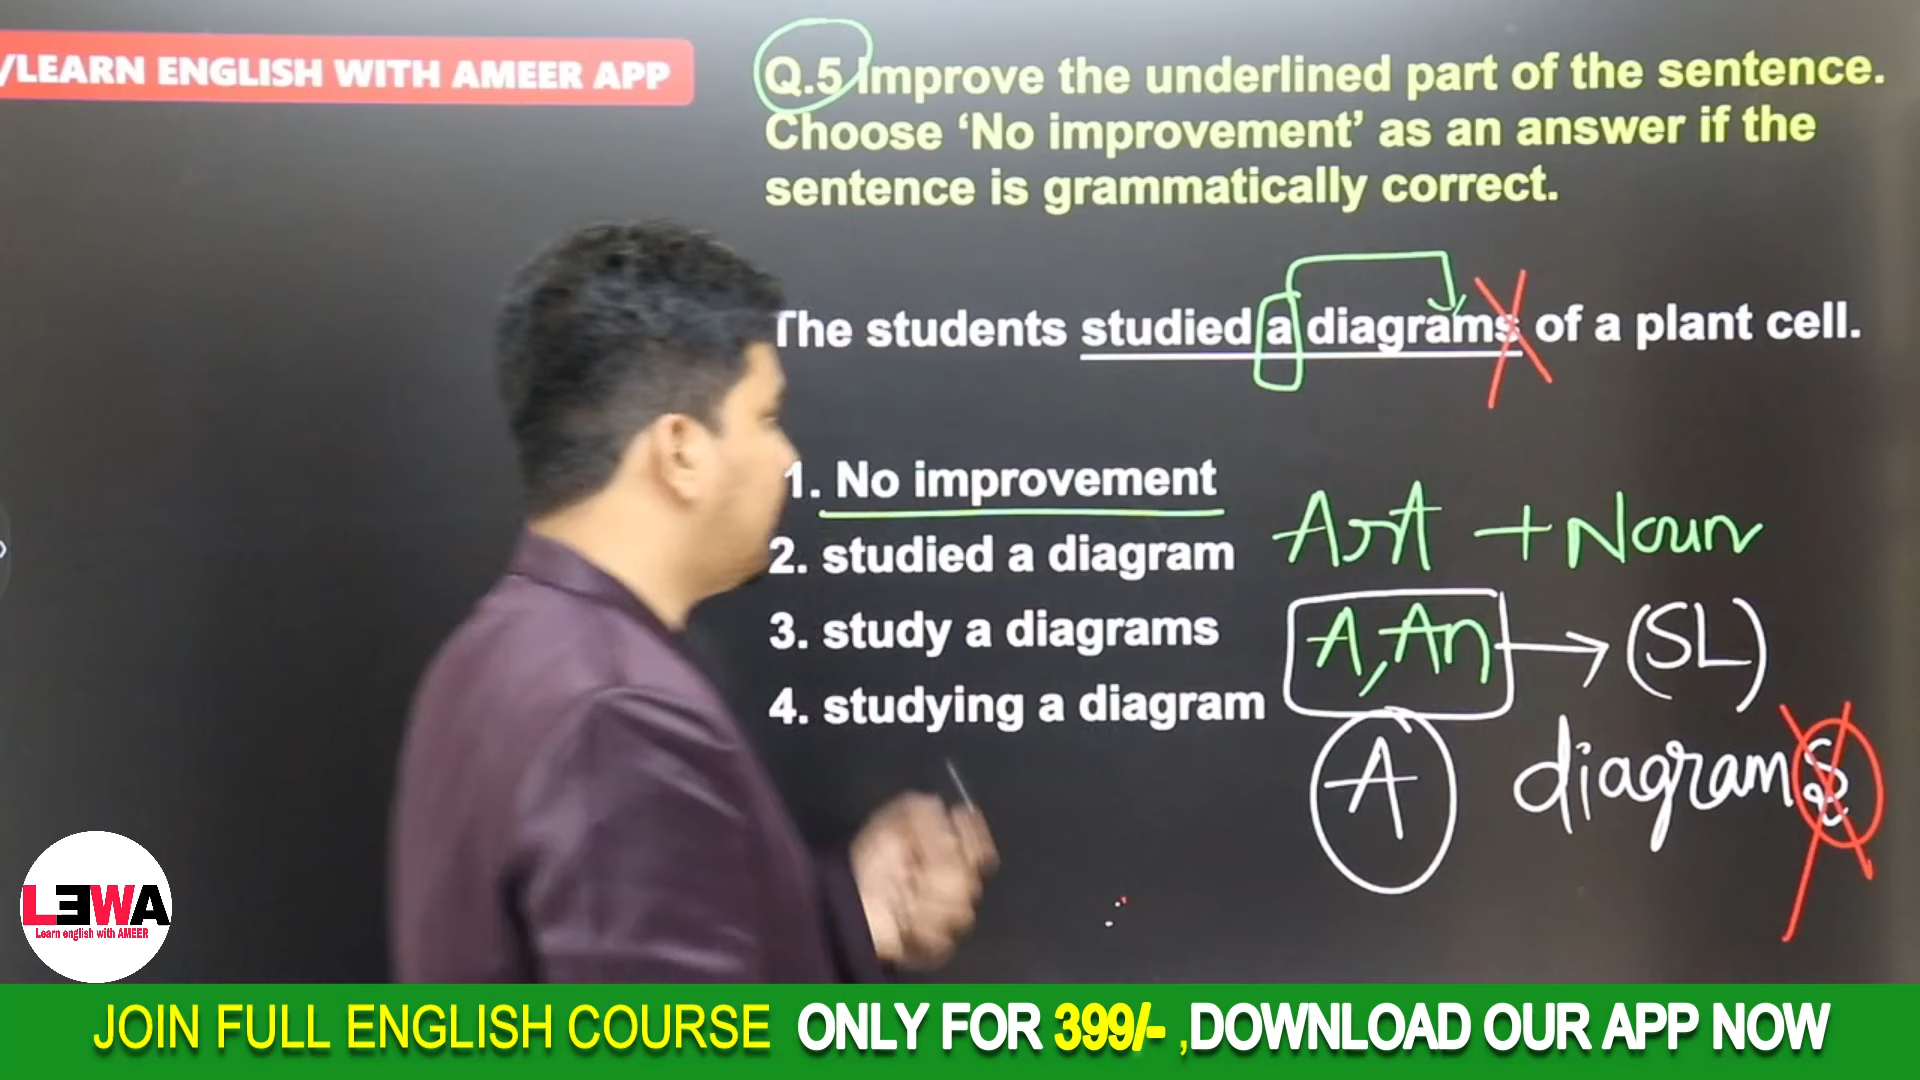 /LEARN ENGLISH WITH AMEER APP
Q.5 Improve the underlined part of the sentence.
Choose ‘No improvement’ as an answer if the
sentence is grammatically correct.
The students studied a diagrams of a plant cell.
1. No improvement
2. studied a diagram
3. study a diagrams
4. studying a diagram
Art + Noun
A, An → (SL)
A diagrams
LEWA
Learn english with AMEER
JOIN FULL ENGLISH COURSE ONLY FOR 399/- ,DOWNLOAD OUR APP NOW